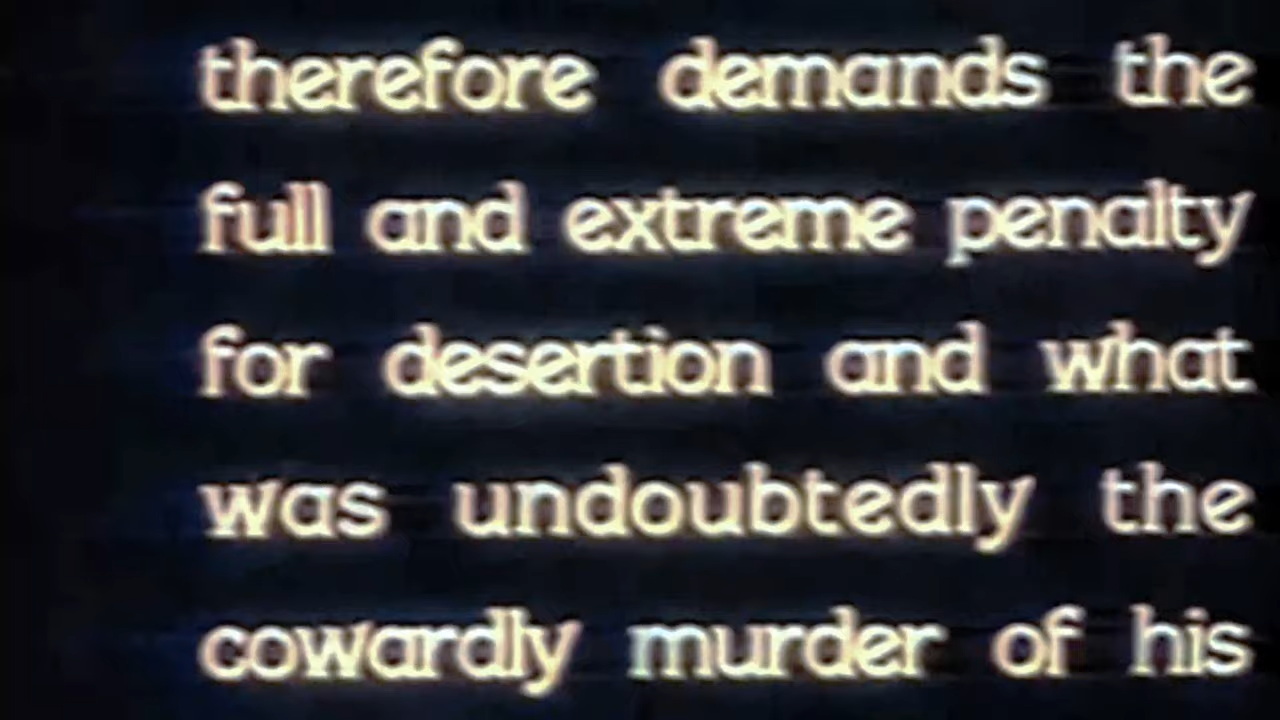 therefore demands the
full and extreme penalty
for desertion and what
was undoubtedly the
cowardly murder of his